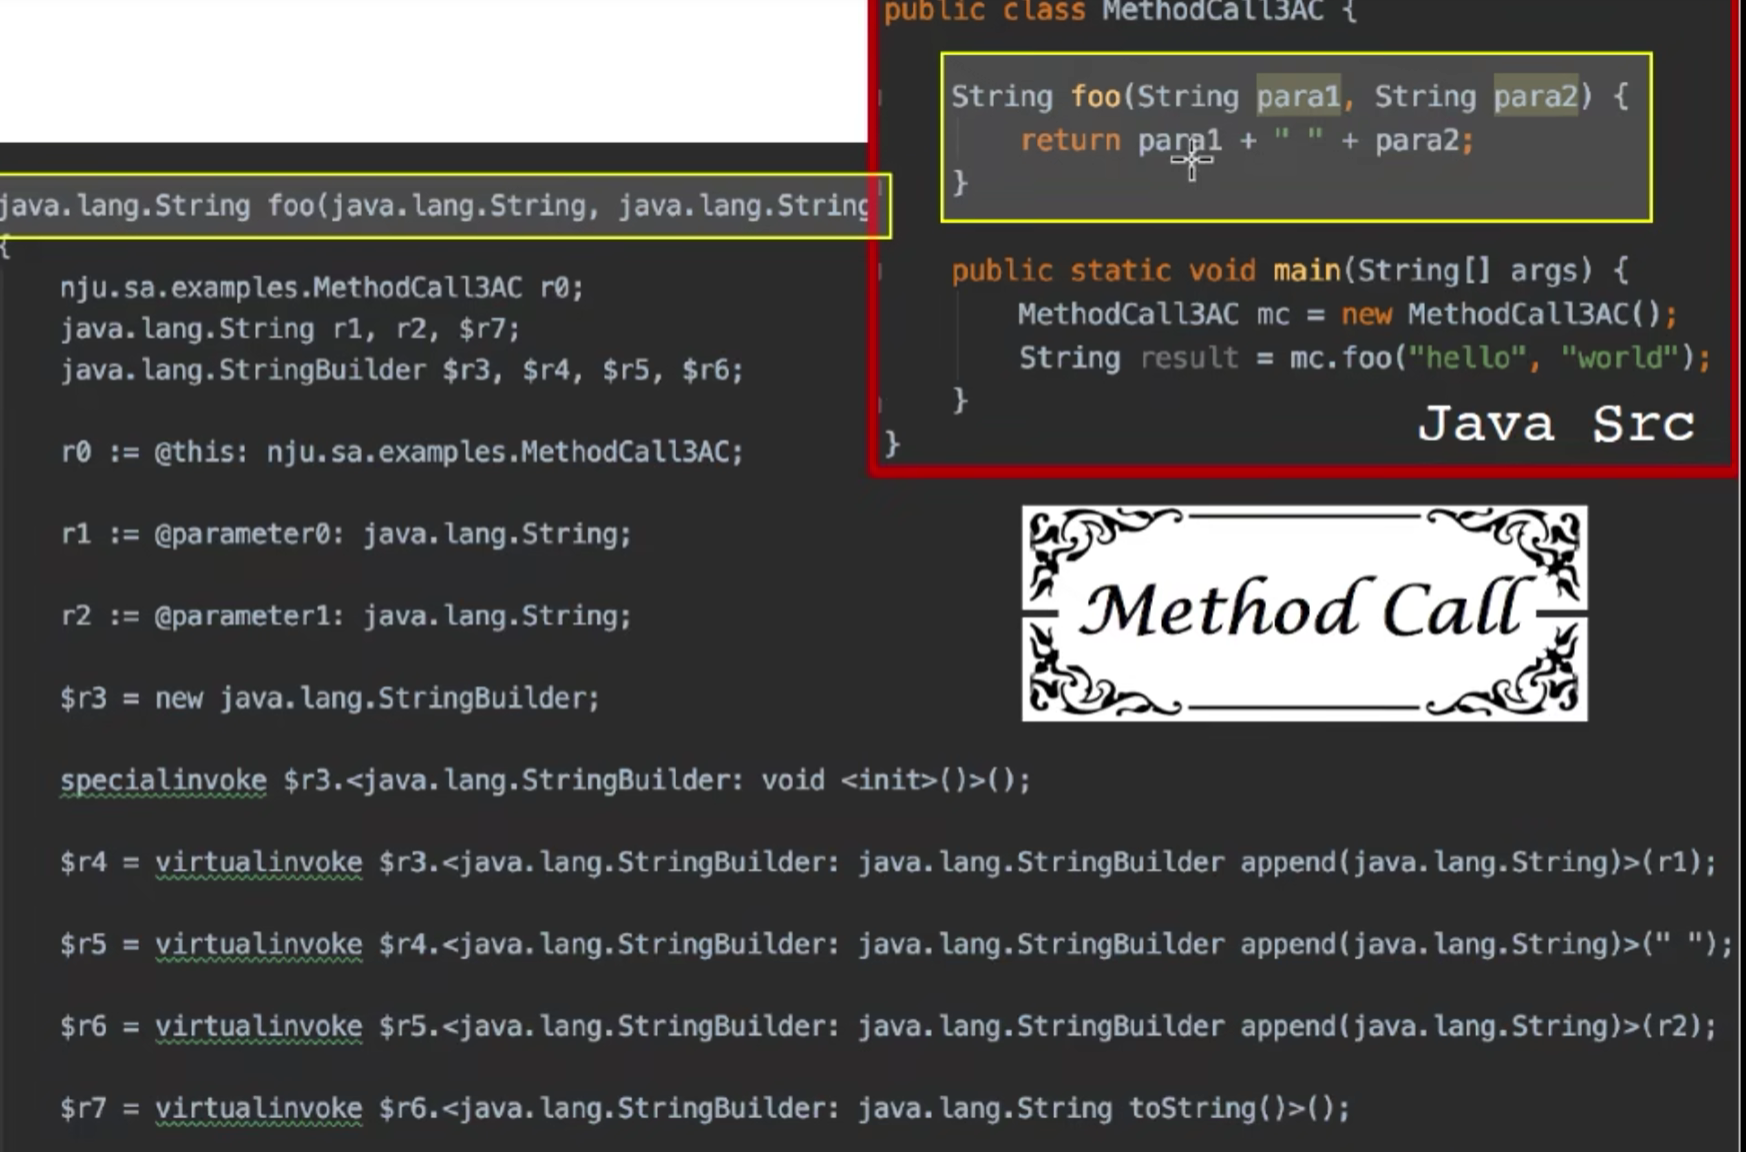 public class MethodCall3AC {
String foo(String para1, String para2) {
return para1 + " " + para2;
}
public static void main(String[] args) {
MethodCall3AC mc = new MethodCall3AC();
String result = mc.foo("hello", "world");
}
}
Java Src
Method Call
java.lang.String foo(java.lang.String, java.lang.String
{
nju.sa.examples.MethodCall3AC r0;
java.lang.String r1, r2, $r7;
java.lang.StringBuilder $r3, $r4, $r5, $r6;
r0 := @this: nju.sa.examples.MethodCall3AC;
r1 := @parameter0: java.lang.String;
r2 := @parameter1: java.lang.String;
$r3 = new java.lang.StringBuilder;
specialinvoke $r3.<java.lang.StringBuilder: void <init>()>();
$r4 = virtualinvoke $r3.<java.lang.StringBuilder: java.lang.StringBuilder append(java.lang.String)>(r1);
$r5 = virtualinvoke $r4.<java.lang.StringBuilder: java.lang.StringBuilder append(java.lang.String)>(" ");
$r6 = virtualinvoke $r5.<java.lang.StringBuilder: java.lang.StringBuilder append(java.lang.String)>(r2);
$r7 = virtualinvoke $r6.<java.lang.StringBuilder: java.lang.String toString()>();